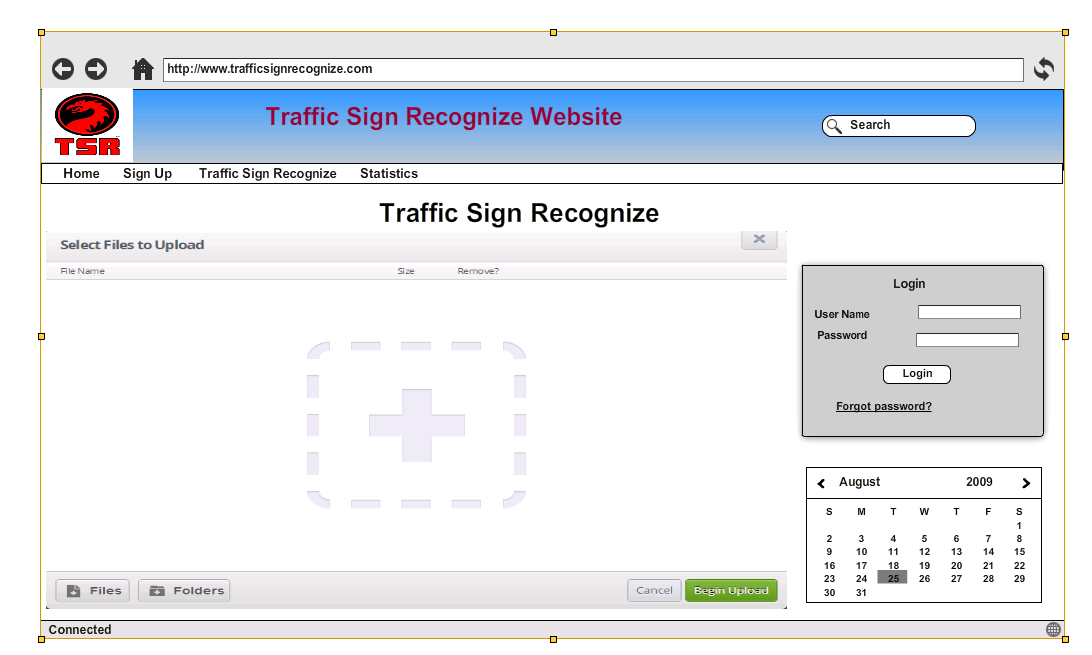 http://www.trafficsignrecognize.com
TSR
Traffic Sign Recognize Website
Search
Home Sign Up Traffic Sign Recognize Statistics
Traffic Sign Recognize
Select Files to Upload
File Name Size Remove?
Files Folders Cancel Begin Upload
Login
User Name
Password
Login
Forgot password?
August 2009
S M T W T F S
1
2 3 4 5 6 7 8
9 10 11 12 13 14 15
16 17 18 19 20 21 22
23 24 25 26 27 28 29
30 31
Connected